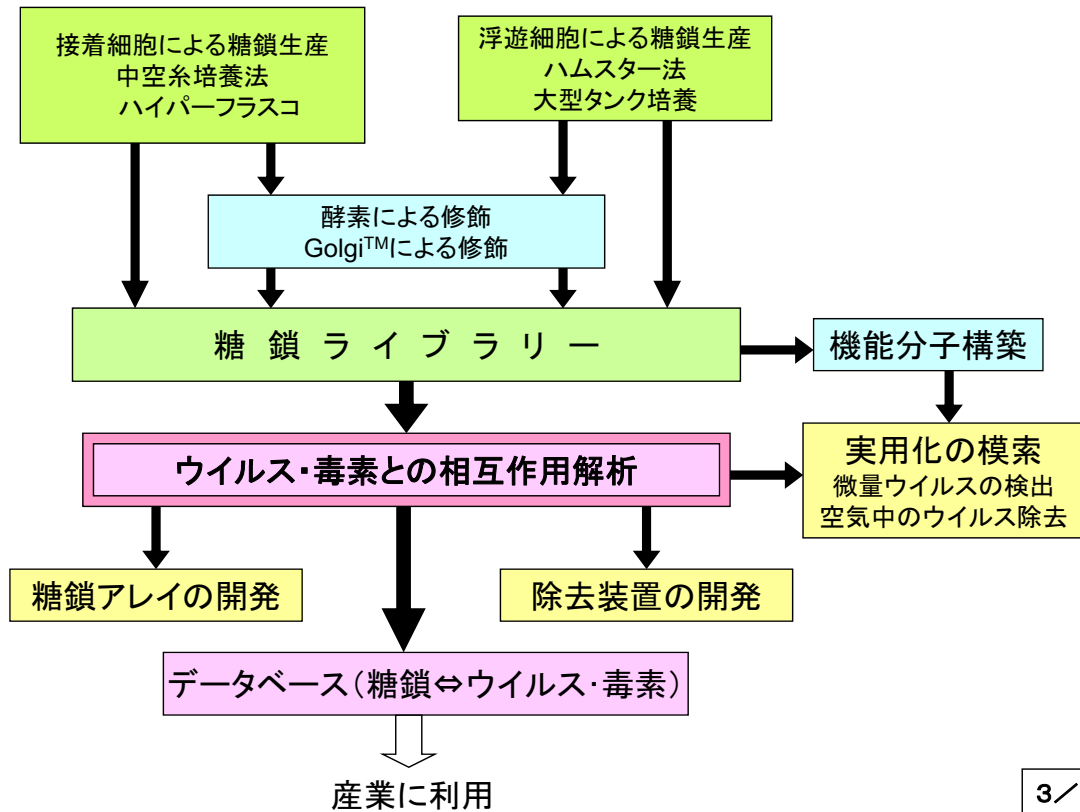 接着細胞による糖鎖生産
中空糸培養法
ハイパーフラスコ
浮遊細胞による糖鎖生産
ハムスター法
大型タンク培養
酵素による修飾
Golgi™による修飾
糖 鎖 ラ イ ブ ラ リ ー
機能分子構築
ウイルス・毒素との相互作用解析
実用化の模索
微量ウイルスの検出
空気中のウイルス除去
糖鎖アレイの開発
除去装置の開発
データベース(糖鎖⇔ウイルス・毒素)
産業に利用
3／